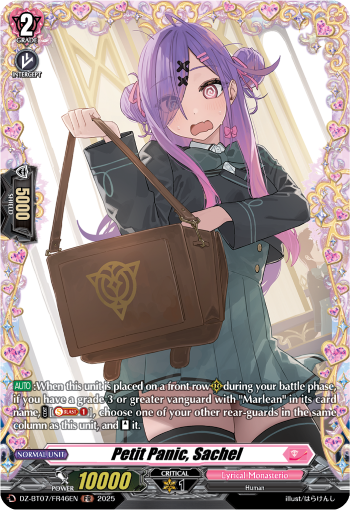 2
GRADE
INTERCEPT
5000
SHIELD
AUTO :When this unit is placed on a front row R during your battle phase,
if you have a grade 3 or greater vanguard with "Marlean" in its card
name, [S BLAST 1], choose one of your other rear-guards in the same
column as this unit, and it.
NORMAL UNIT
Petit Panic, Sachel
POWER 10000
CRITICAL
1
Lyrical Monasterio
Human
DZ-BT07/FR46EN FR 2025
illust/はらけんし